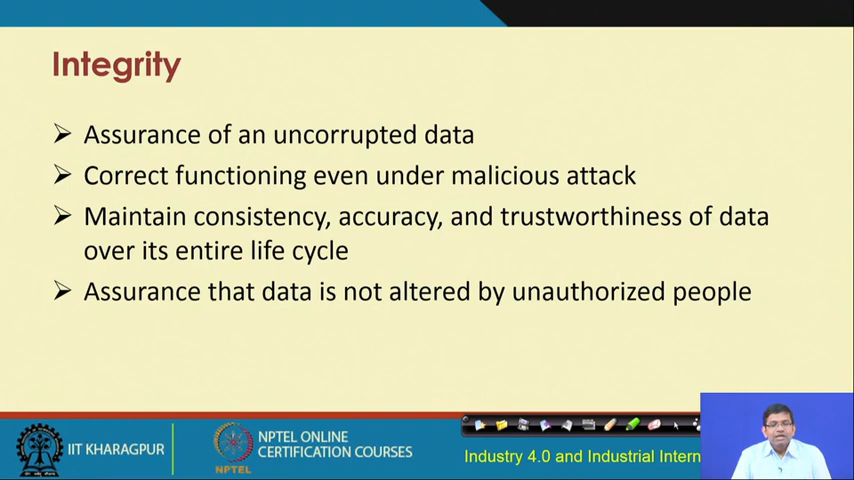 Integrity
➢ Assurance of an uncorrupted data
➢ Correct functioning even under malicious attack
➢ Maintain consistency, accuracy, and trustworthiness of data
over its entire life cycle
➢ Assurance that data is not altered by unauthorized people
IIT KHARAGPUR
NPTEL
NPTEL ONLINE
CERTIFICATION COURSES
Industry 4.0 and Industrial Intern